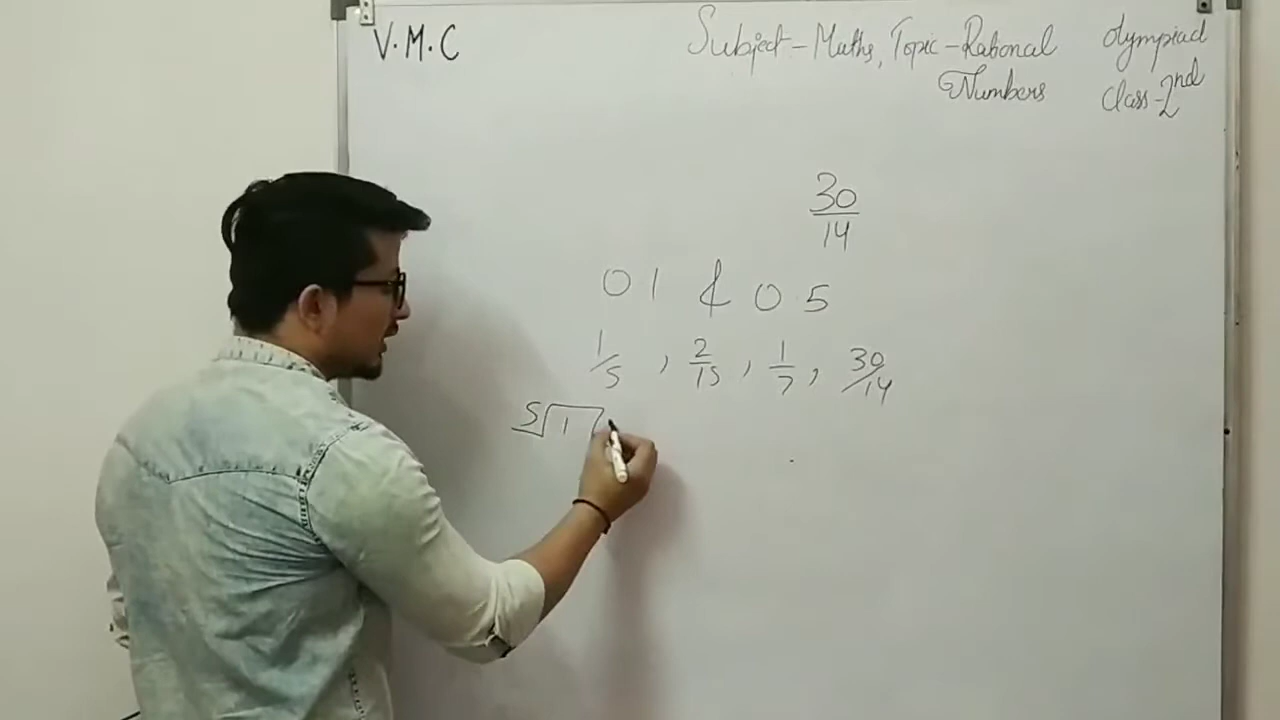 V.M.C
Subject-Maths, Topic-Rational
Numbers
Olympiad
Class-2nd
30/14
0 1 & 0.5
1/5, 2/15, 1/7, 30/14
5 1